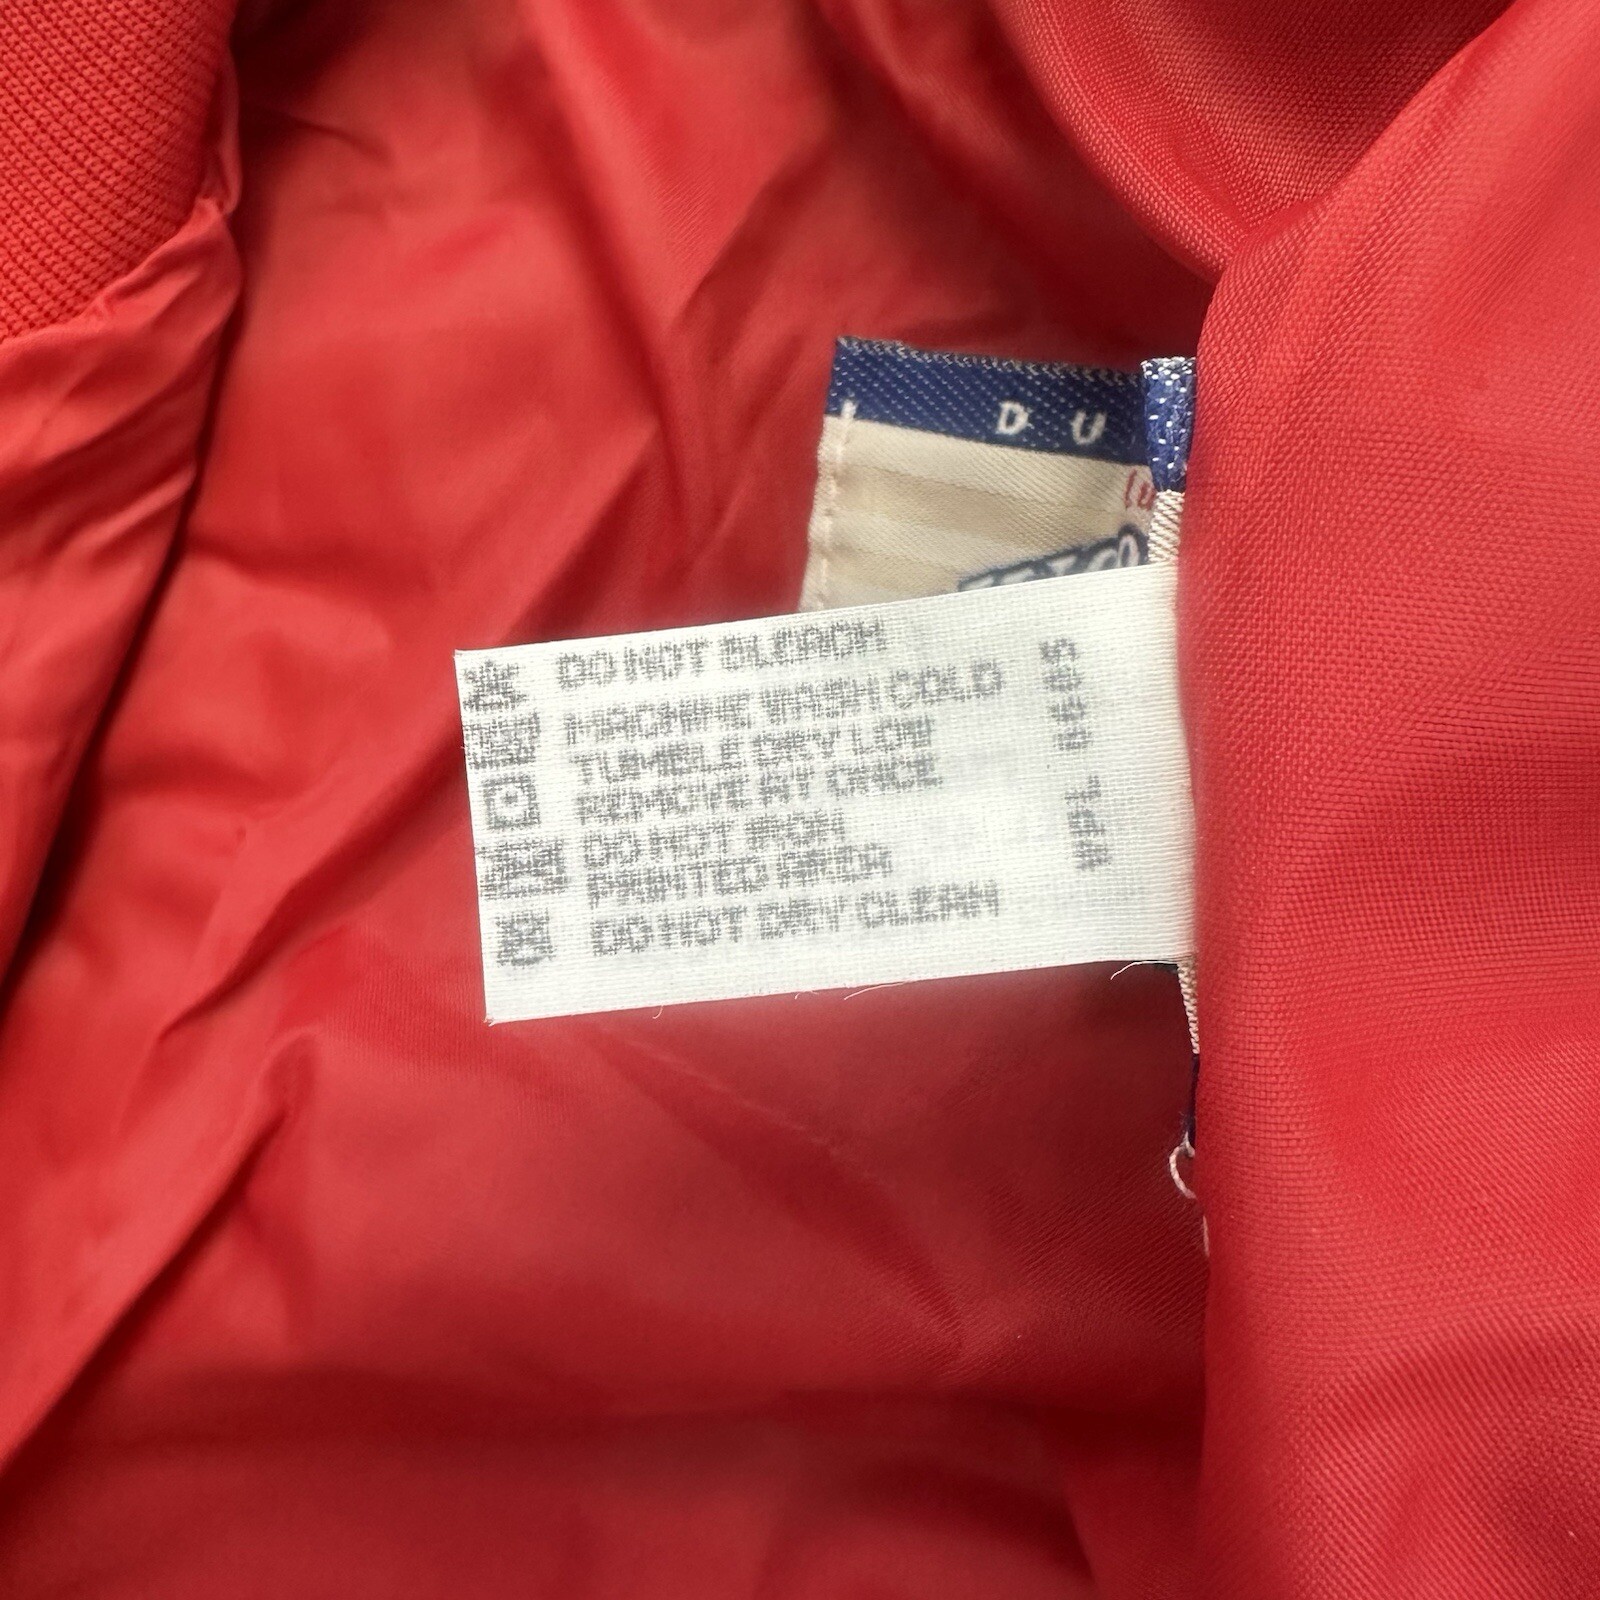 D U
DO NOT BLEACH
MACHINE WASH COLD
TUMBLE DRY LOW
REMOVE AT ONCE
DO NOT IRON
PRINTED AREA
DO NOT DRY CLEAN
WPL